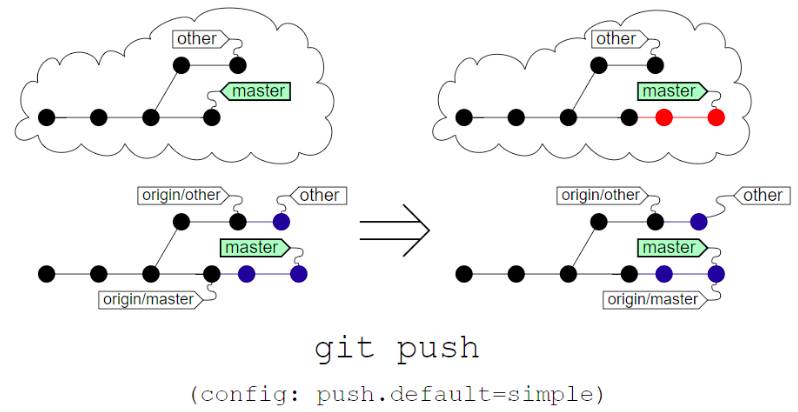 other
master
other
master
origin/other
other
master
origin/master
origin/other
other
master
origin/master
git push
(config: push.default=simple)